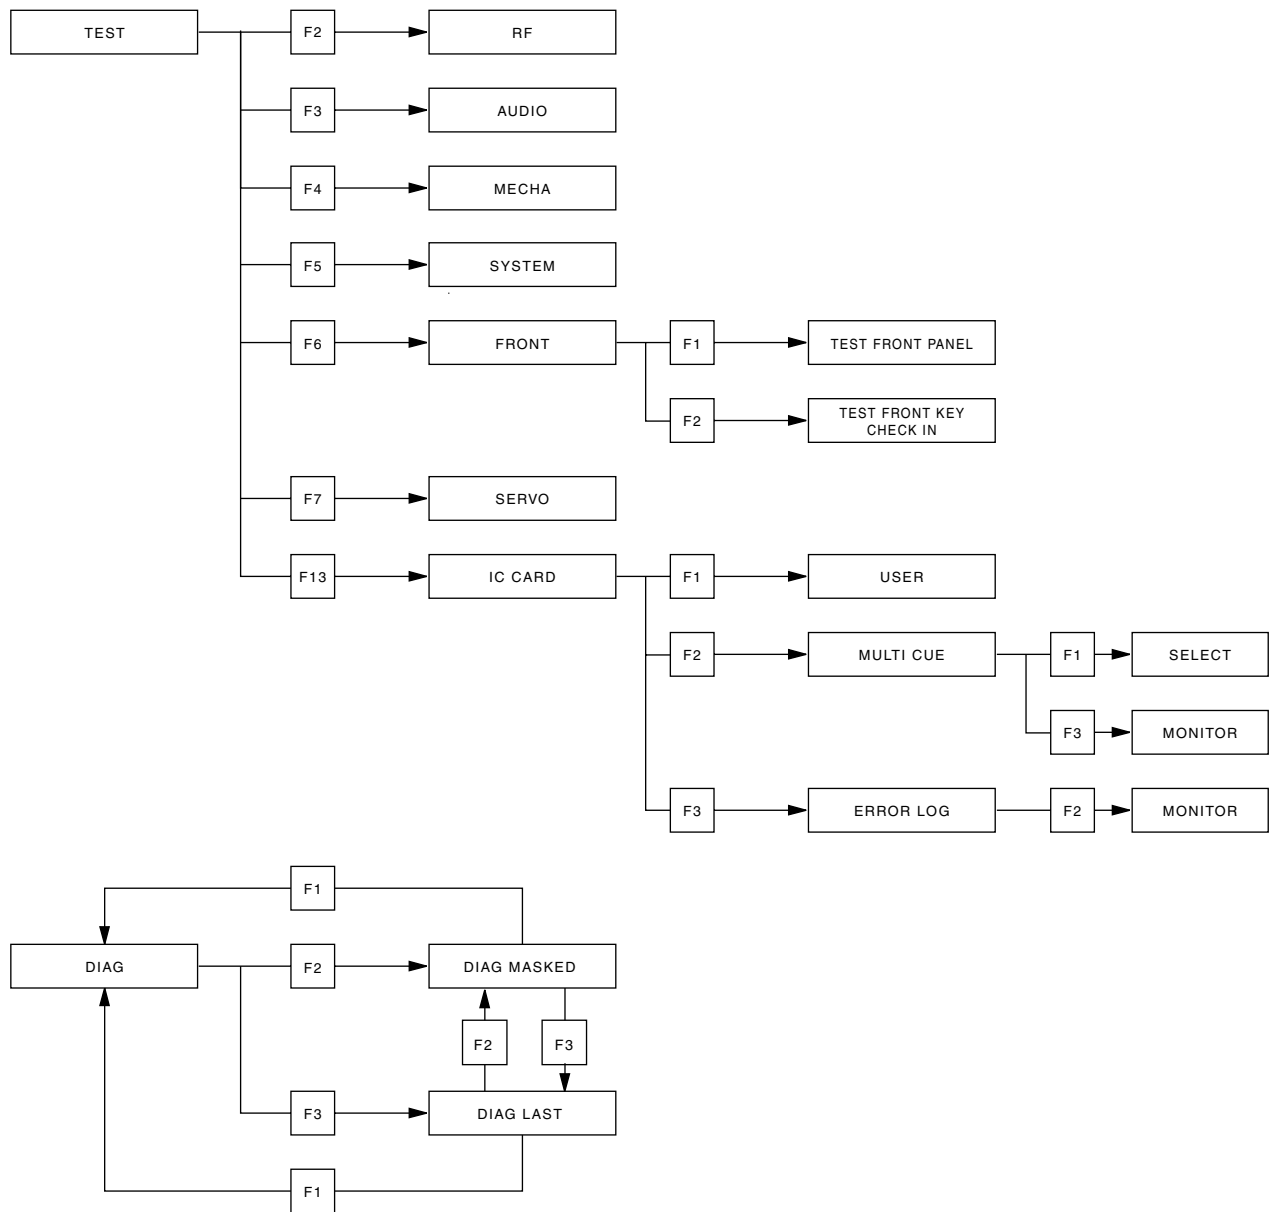 TEST F2 RF
F3 AUDIO
F4 MECHA
F5 SYSTEM
F6 FRONT F1 TEST FRONT PANEL
F2 TEST FRONT KEY
CHECK IN
F7 SERVO
F13 IC CARD F1 USER
F2 MULTI CUE F1 SELECT
F3 MONITOR
F3 ERROR LOG F2 MONITOR
F1
DIAG F2 DIAG MASKED
F2 F3
F3 DIAG LAST
F1